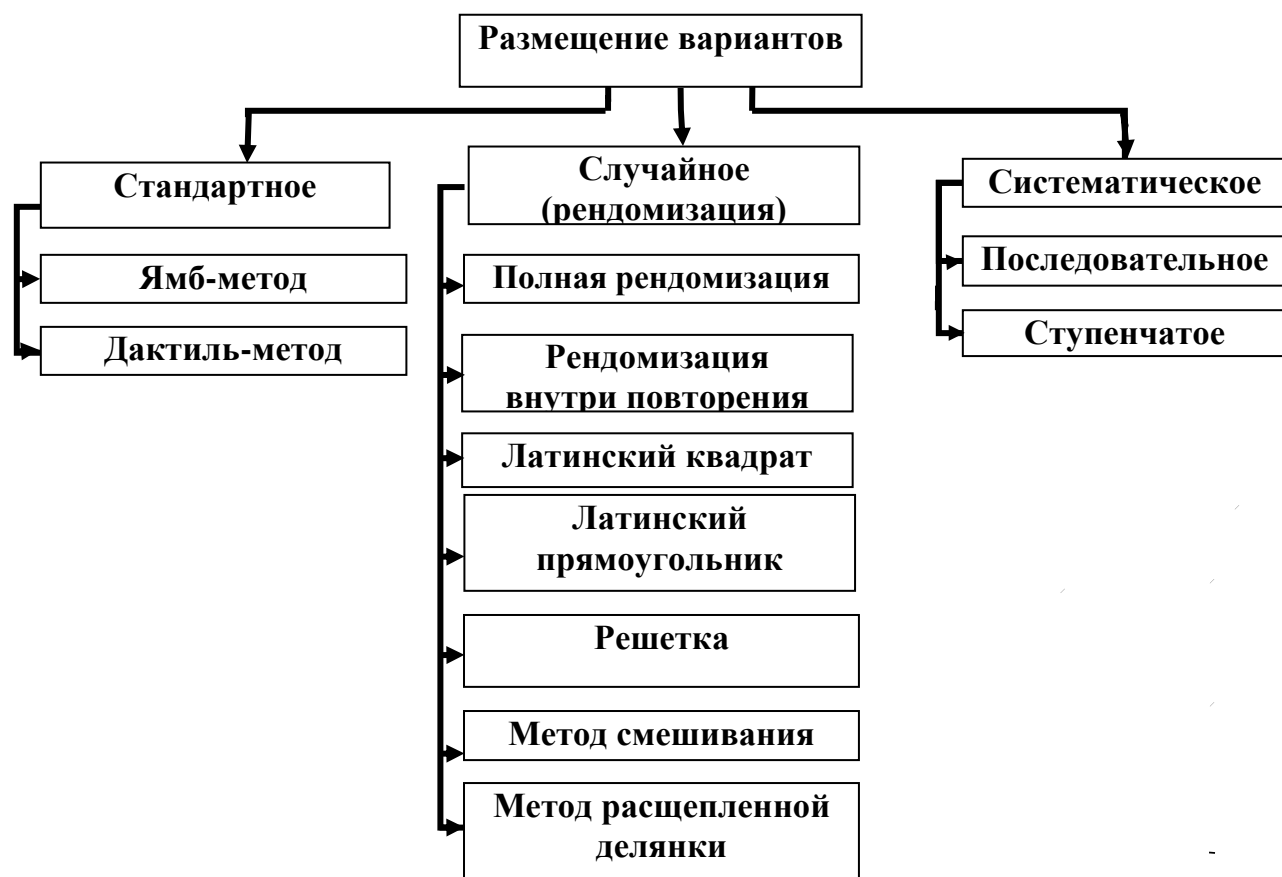 Размещение вариантов
Стандартное
Ямб-метод
Дактиль-метод
Случайное
(рендомизация)
Полная рендомизация
Рендомизация
внутри повторения
Латинский квадрат
Латинский
прямоугольник
Решетка
Метод смешивания
Метод расщепленной
делянки
Систематическое
Последовательное
Ступенчатое